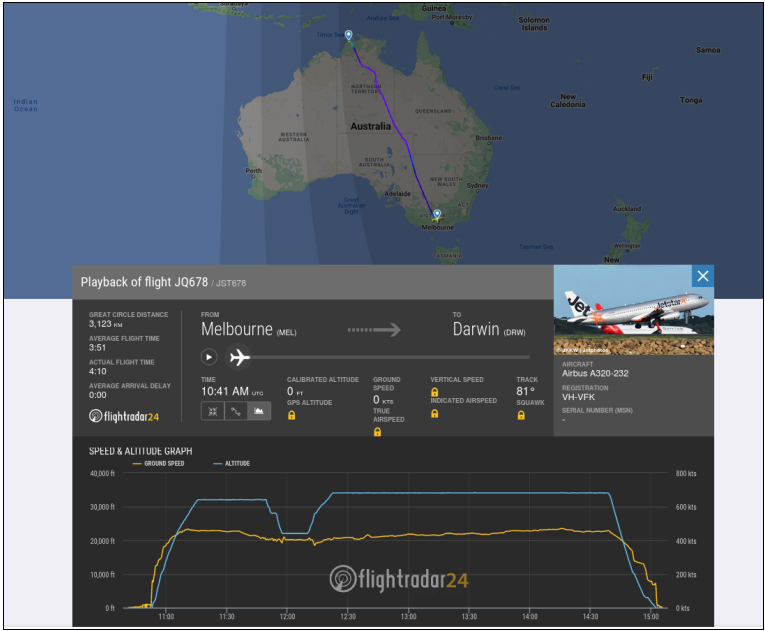 Guinea
Arafura Sea
Port Moresby
Solomon
Islands
Timor Sea
Samoa
Coral Sea
Fiji
NORTHERN
TERRITORY
QUEENSLAND
Indian
Ocean
New
Caledonia
Tonga
Australia
WESTERN
AUSTRALIA
Brisbane
SOUTH
AUSTRALIA
Perth
NEW SOUTH
WALES
Sydney
Adelaide
Great
Australian
Bight
ACT
Auckland
Melbourne
Tasman Sea
Wellington
TASMANIA
New
Playback of flight JQ678 / JST678
GREAT CIRCLE DISTANCE
3,123 KM
AVERAGE FLIGHT TIME
3:51
ACTUAL FLIGHT TIME
4:10
AVERAGE ARRIVAL DELAY
0:00
flightradar24
FROM
Melbourne (MEL)
TO
Darwin (DRW)
TIME
10:41 AM UTC
CALIBRATED ALTITUDE
0 FT
GPS ALTITUDE
GROUND
SPEED
0 KTS
TRUE
AIRSPEED
VERTICAL SPEED
INDICATED AIRSPEED
TRACK
81°
SQUAWK
Jet
Jetstar
AIRCRAFT
Airbus A320-232
REGISTRATION
VH-VFK
SERIAL NUMBER (MSN)
-
SPEED & ALTITUDE GRAPH
GROUND SPEED ALTITUDE
40,000 ft 800 kts
30,000 ft 600 kts
20,000 ft 400 kts
10,000 ft 200 kts
0 ft 0 kts
flightradar24
11:00 11:30 12:00 12:30 13:00 13:30 14:00 14:30 15:00